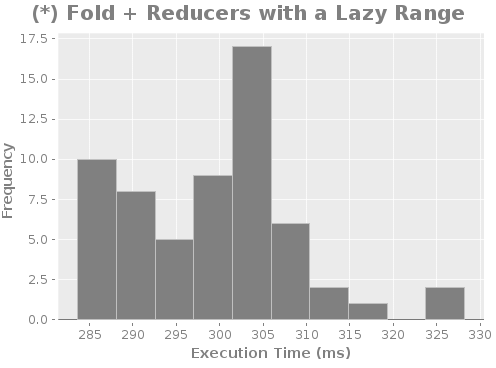 (*) Fold + Reducers with a Lazy Range
17.5
15.0
12.5
10.0
7.5
5.0
2.5
0.0
Frequency
285 290 295 300 305 310 315 320 325 330
Execution Time (ms)